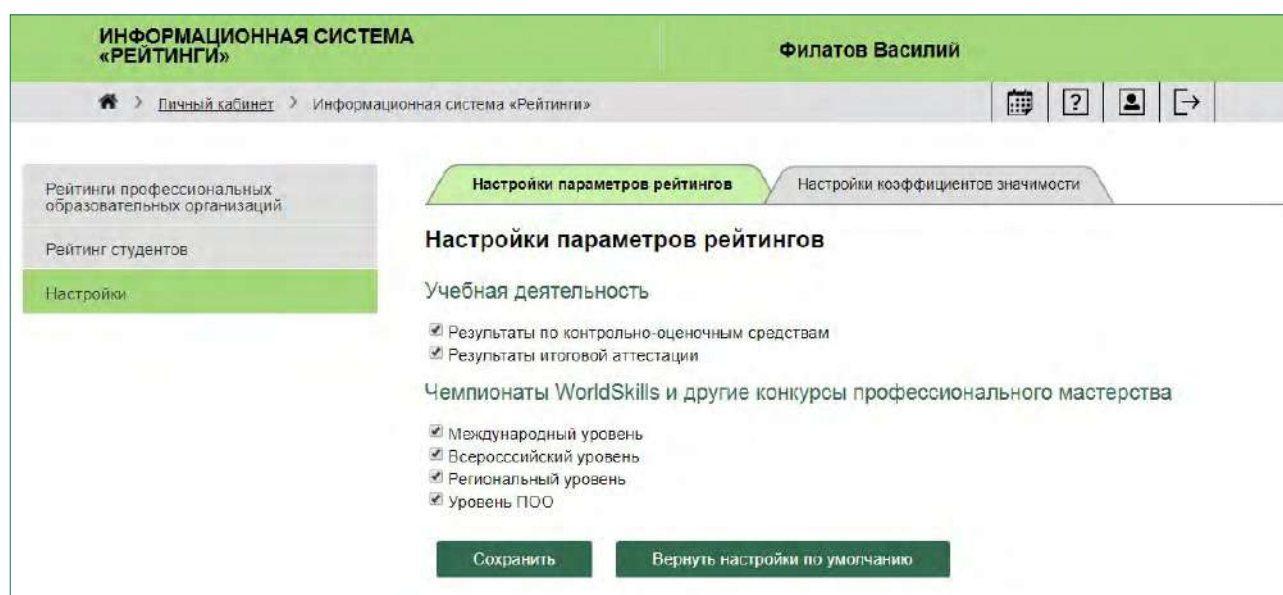 ИНФОРМАЦИОННАЯ СИСТЕМА
«РЕЙТИНГИ»
Филатов Василий
Личный кабинет > Информационная система «Рейтинги»
Рейтинги профессиональных
образовательных организаций
Рейтинг студентов
Настройки
Настройки параметров рейтингов
Настройки коэффициентов значимости
Настройки параметров рейтингов
Учебная деятельность
Результаты по контрольно-оценочным средствам
Результаты итоговой аттестации
Чемпионаты WorldSkills и другие конкурсы профессионального мастерства
Международный уровень
Всеросссийский уровень
Региональный уровень
Уровень ПОО
Сохранить
Вернуть настройки по умолчанию